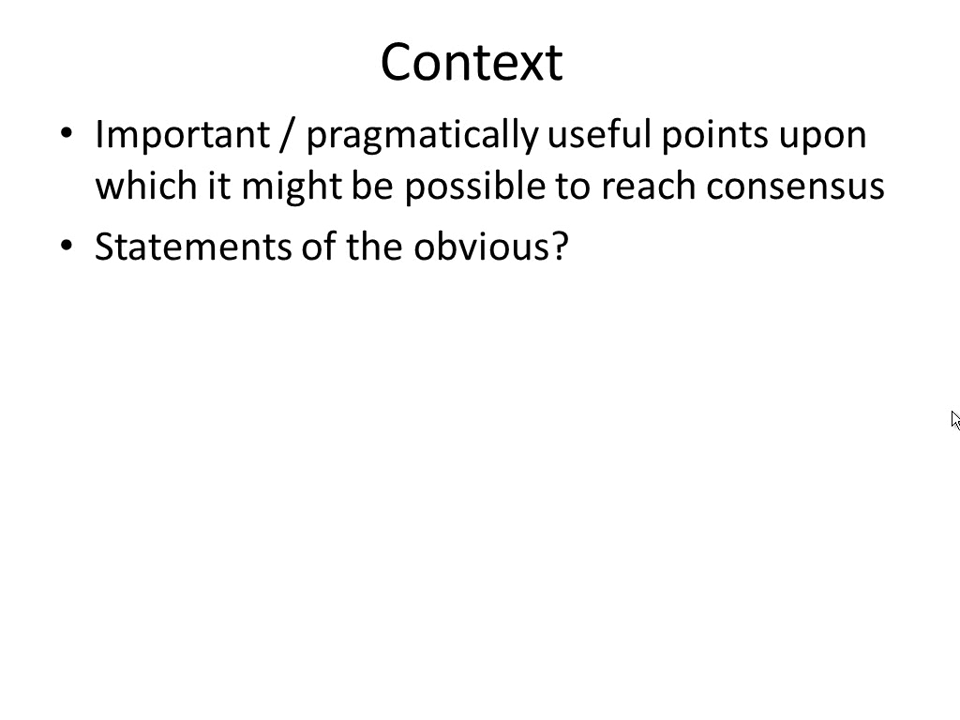 Context
• Important / pragmatically useful points upon
which it might be possible to reach consensus
• Statements of the obvious?